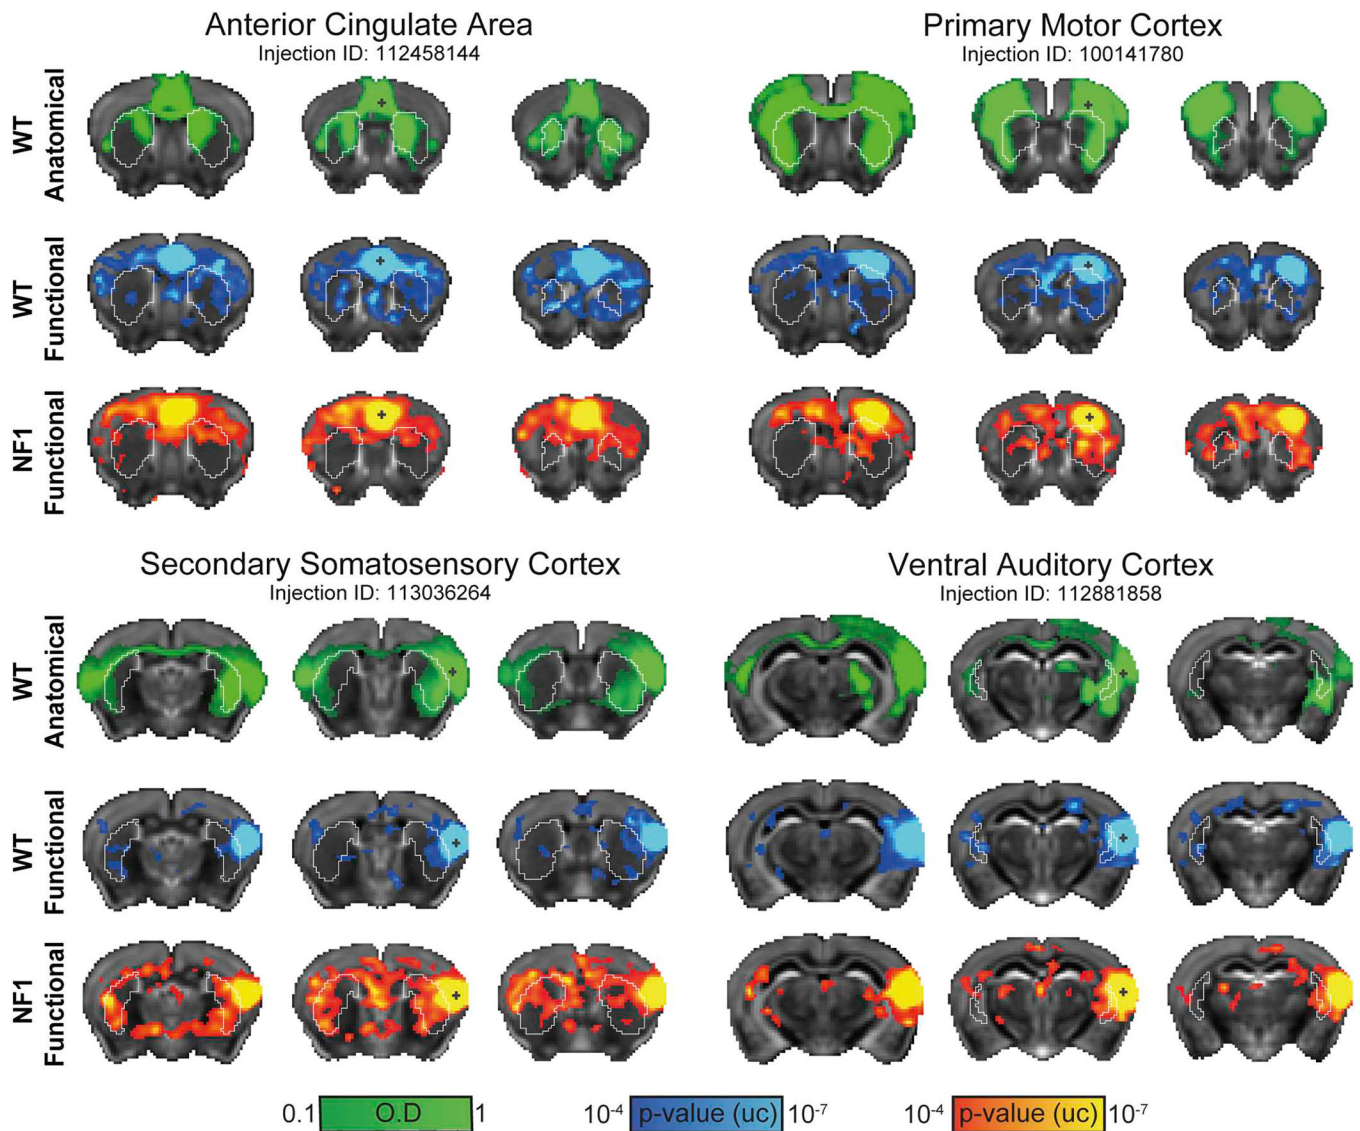 Anterior Cingulate Area
Injection ID: 112458144
Primary Motor Cortex
Injection ID: 100141780
WT
Anatomical
WT
Functional
NF1
Functional
Secondary Somatosensory Cortex
Injection ID: 113036264
Ventral Auditory Cortex
Injection ID: 112881858
WT
Anatomical
WT
Functional
NF1
Functional
0.1 O.D 1
10⁻⁴ p-value (uc) 10⁻⁷
10⁻⁴ p-value (uc) 10⁻⁷